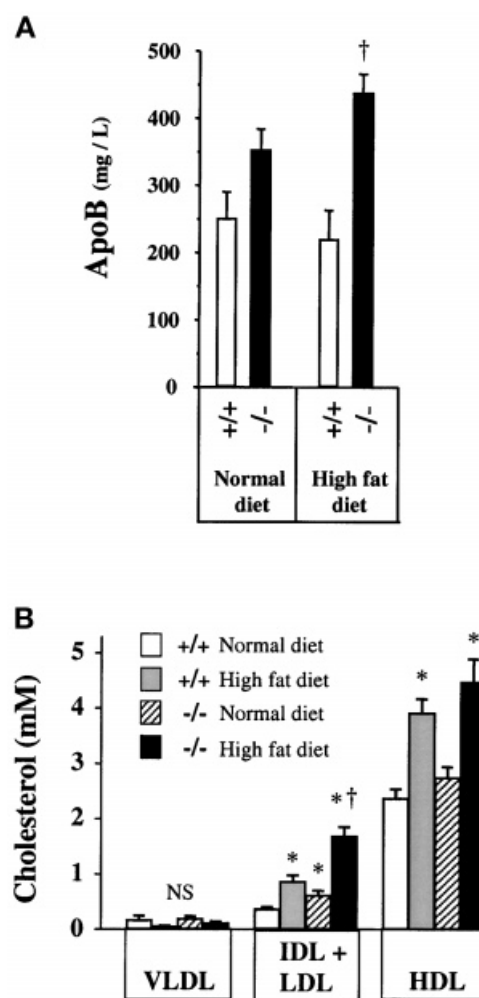 A
500
†
400
300
200
100
0
ApoB (mg / L)
+/+
-/-
+/+
-/-
Normal
diet
High fat
diet
B
5
4
3
2
1
0
Cholesterol (mM)
+/+ Normal diet
+/+ High fat diet
-/- Normal diet
-/- High fat diet
NS
*
*
*†
*
*
VLDL
IDL +
LDL
HDL